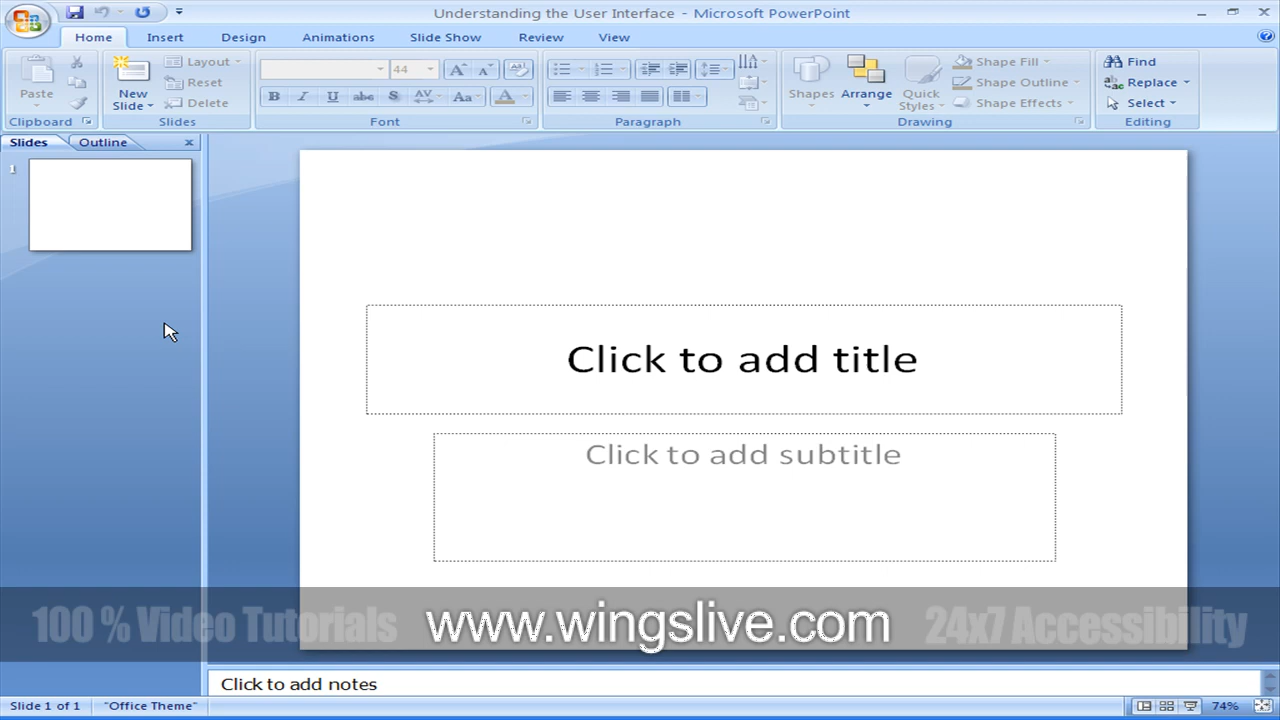 Understanding the User Interface - Microsoft PowerPoint
Home Insert Design Animations Slide Show Review View
Paste
Clipboard
New Slide
Layout
Reset
Delete
Slides
44
B I U abc S AV Aa A
Font
Paragraph
Shapes
Arrange
Quick Styles
Shape Fill
Shape Outline
Shape Effects
Drawing
Find
Replace
Select
Editing
Slides Outline
1
Click to add title
Click to add subtitle
100 % Video Tutorials www.wingslive.com 24x7 Accessibility
Click to add notes
Slide 1 of 1 "Office Theme" 74%